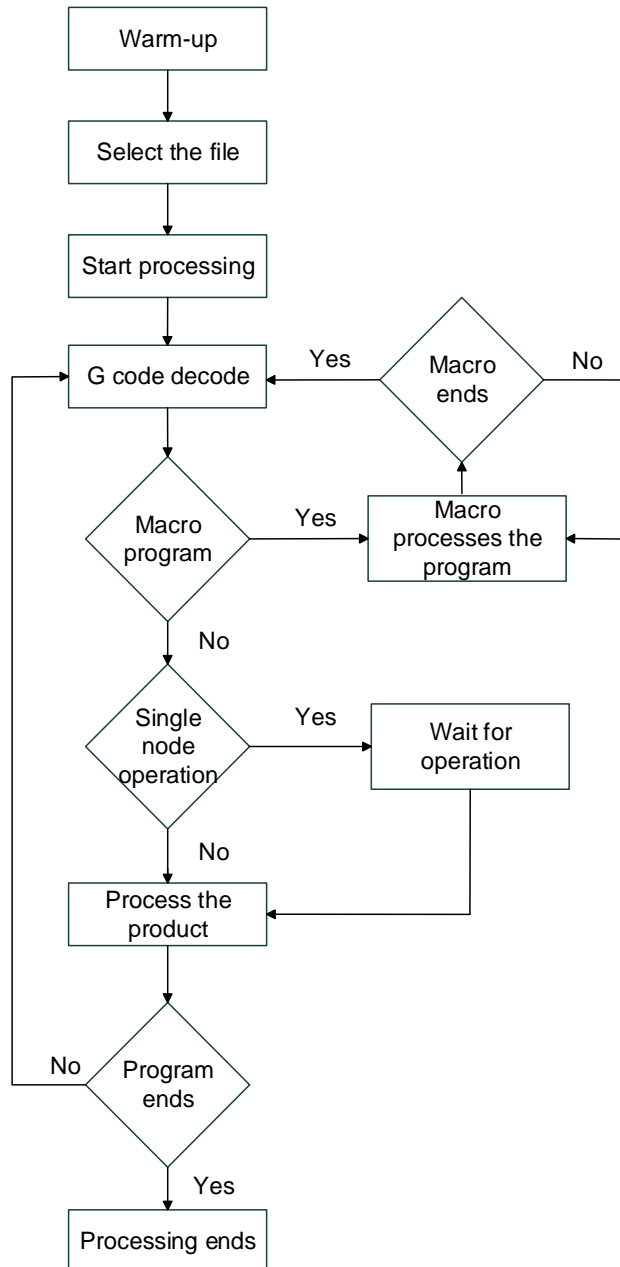 Warm-up
Select the file
Start processing
G code decode
Yes
Macro
ends
No
Macro
program
Yes
Macro
processes the
program
No
Single
node
operation
Yes
Wait for
operation
No
Process the
product
No
Program
ends
Yes
Processing ends